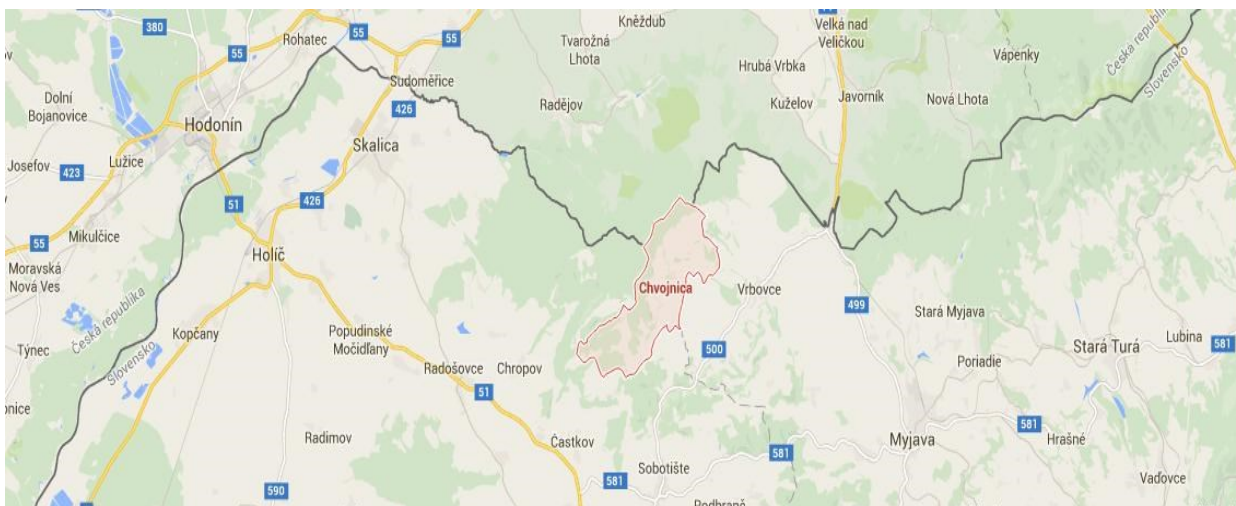 Kněždub
Velká nad
Veličkou
380
55
55
55
Rohatec
Tvarožná
Lhota
Hrubá Vrbka
Vápenky
Česká republika
Slovensko
Sudoměřice
Dolní
Bojanovice
426
Radějov
Kuželov
Javorník
Nová Lhota
Hodonín
Skalica
Lužice
Josefov
423
51
426
Mikulčice
55
Holíč
Moravská
Nová Ves
Chvojnica
Vrbovce
499
Česká republika
Slovensko
Kopčany
Popudinské
Močidľany
Stará Myjava
Týnec
500
Stará Turá
Lubina
581
Poriadie
Radošovce
Chropov
51
Radimov
Častkov
Myjava
581
Hrašné
590
Sobotište
581
581
Vaďovce